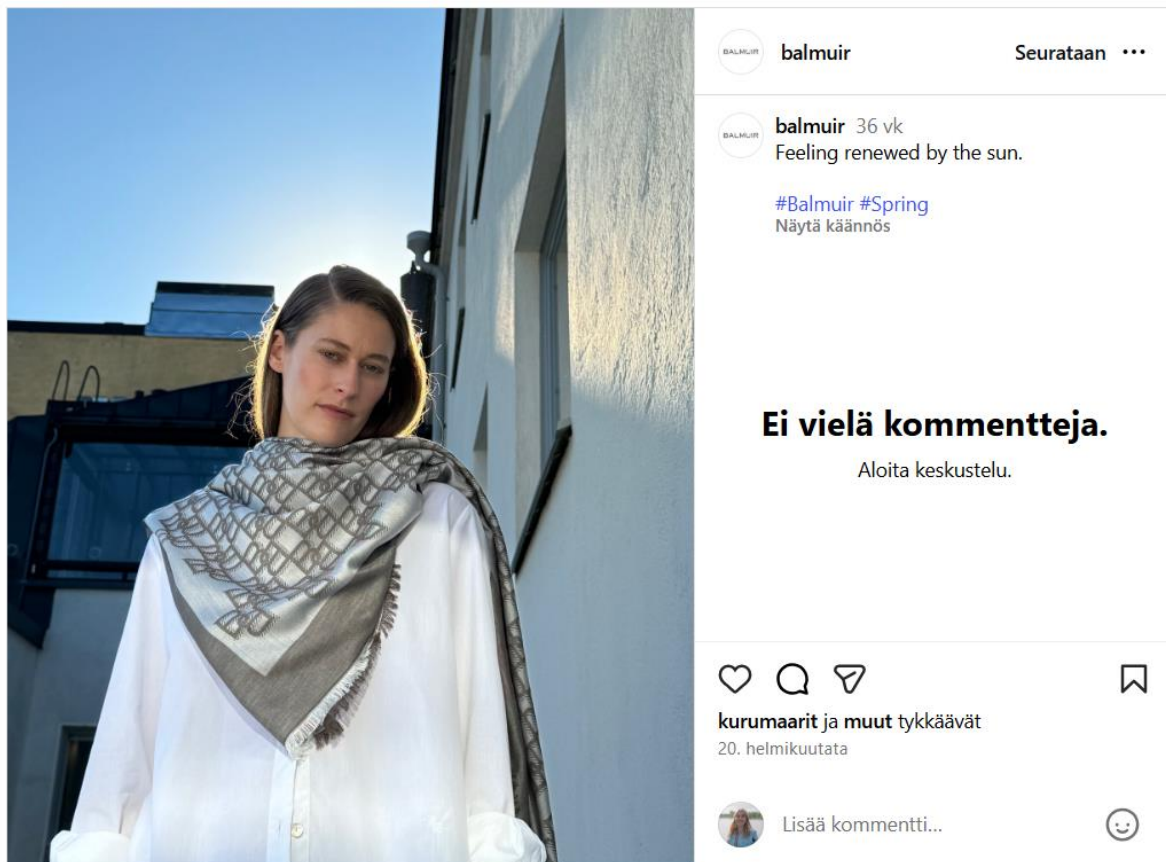 BALMUIR
balmuir
Seurataan
BALMUIR
balmuir 36 vk
Feeling renewed by the sun.
#Balmuir #Spring
Näytä käännös
Ei vielä kommentteja.
Aloita keskustelu.
kurumaarit ja muut tykkäävät
20. helmikuutata
Lisää kommentti...